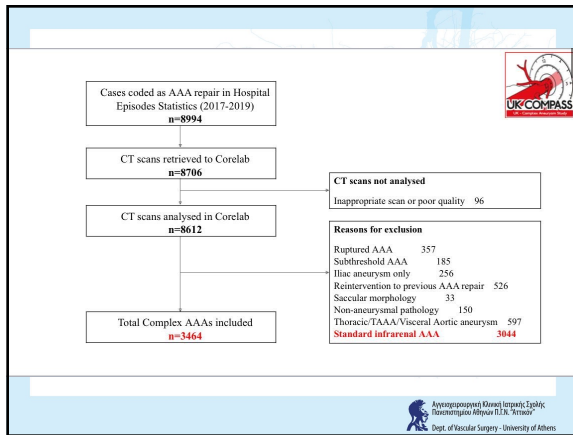 Cases coded as AAA repair in Hospital
Episodes Statistics (2017-2019)
n=8994
CT scans retrieved to Corelab
n=8706
CT scans not analysed
Inappropriate scan or poor quality 96
CT scans analysed in Corelab
n=8612
Reasons for exclusion
Ruptured AAA 357
Subthreshold AAA 185
Iliac aneurysm only 256
Reintervention to previous AAA repair 526
Saccular morphology 33
Non-aneurysmal pathology 150
Thoracic/TAAA/Visceral Aortic aneurysm 597
Standard infrarenal AAA 3044
Total Complex AAAs included
n=3464
UK COMPASS
UK - Complex Aneurysm Study
Αγγειοχειρουργική Κλινική Ιατρικής Σχολής
Πανεπιστημίου Αθηνών Π.Γ.Ν. "Αττικόν"
Dept. of Vascular Surgery - University of Athens